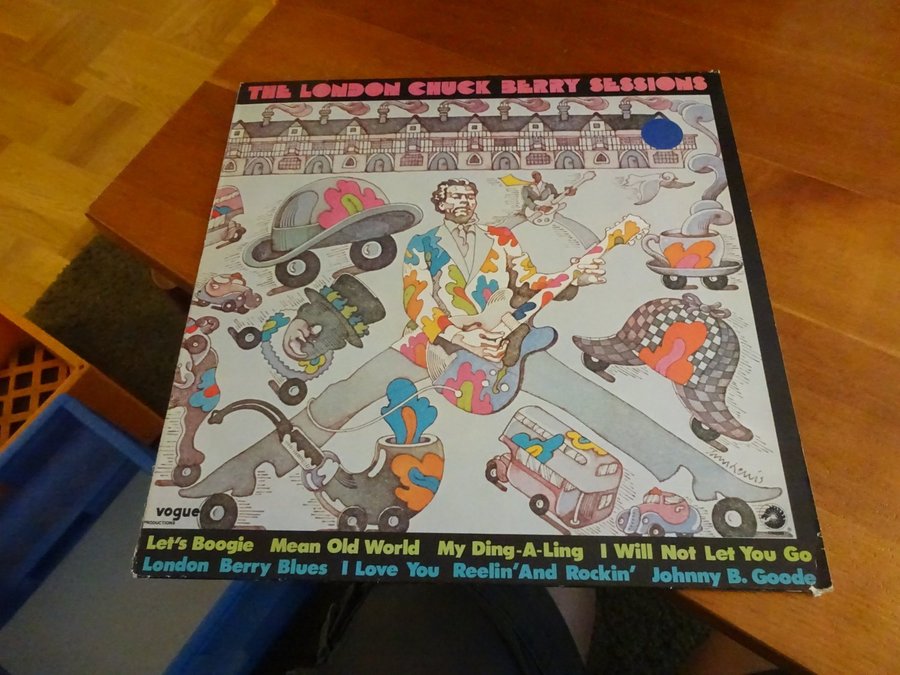 THE LONDON CHUCK BERRY SESSIONS
vogue
PRODUCTIONS
Let's Boogie Mean Old World My Ding-A-Ling I Will Not Let You Go
London Berry Blues I Love You Reelin' And Rockin' Johnny B. Goode